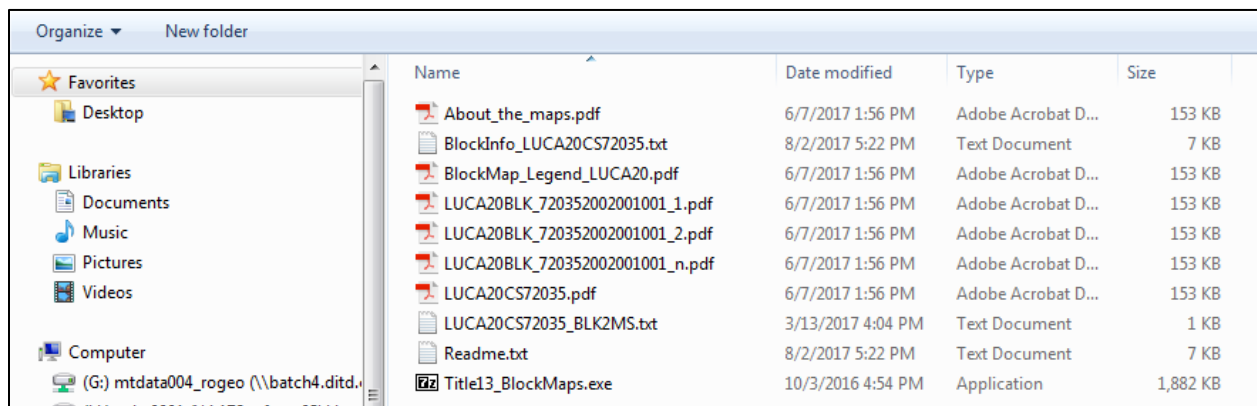 Organize New folder
Name Date modified Type Size
Favorites
Desktop
Libraries
Documents
Music
Pictures
Videos
Computer
(G:) mtdata004_rogeo (\\batch4.ditd.
About_the_maps.pdf 6/7/2017 1:56 PM Adobe Acrobat D... 153 KB
BlockInfo_LUCA20CS72035.txt 8/2/2017 5:22 PM Text Document 7 KB
BlockMap_Legend_LUCA20.pdf 6/7/2017 1:56 PM Adobe Acrobat D... 153 KB
LUCA20BLK_720352002001001_1.pdf 6/7/2017 1:56 PM Adobe Acrobat D... 153 KB
LUCA20BLK_720352002001001_2.pdf 6/7/2017 1:56 PM Adobe Acrobat D... 153 KB
LUCA20BLK_720352002001001_n.pdf 6/7/2017 1:56 PM Adobe Acrobat D... 153 KB
LUCA20CS72035.pdf 6/7/2017 1:56 PM Adobe Acrobat D... 153 KB
LUCA20CS72035_BLK2MS.txt 3/13/2017 4:04 PM Text Document 1 KB
Readme.txt 8/2/2017 5:22 PM Text Document 7 KB
7z Title13_BlockMaps.exe 10/3/2016 4:54 PM Application 1,882 KB